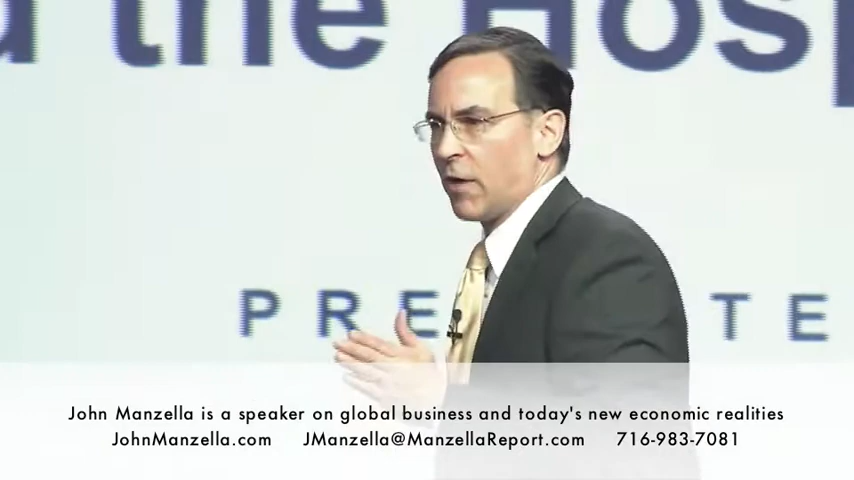 the Hosp
PRE TE
John Manzella is a speaker on global business and today's new economic realities
JohnManzella.com JManzella@ManzellaReport.com 716-983-7081